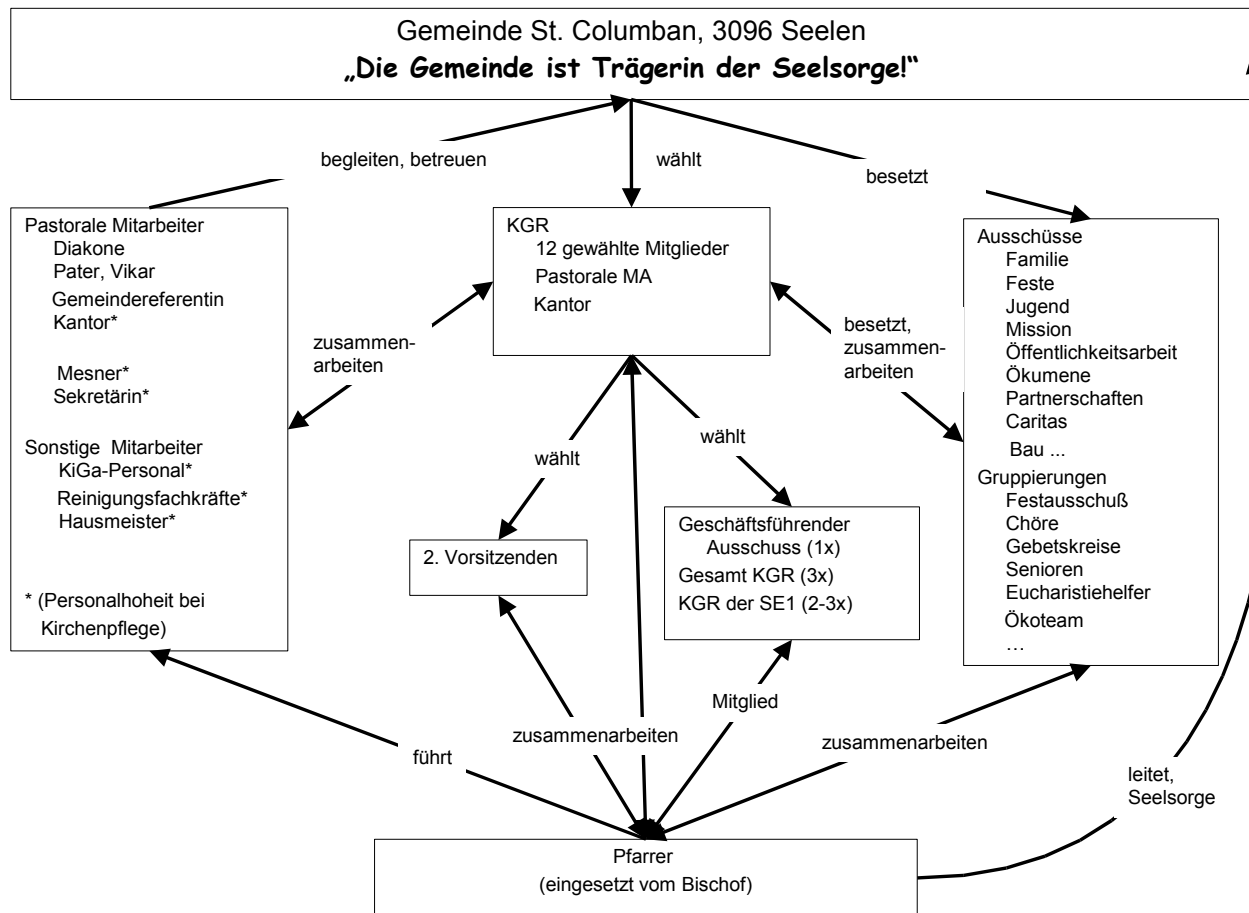 Gemeinde St. Columban, 3096 Seelen
„Die Gemeinde ist Trägerin der Seelsorge!“
begleiten, betreuen
wählt
besetzt
Pastorale Mitarbeiter
Diakone
Pater, Vikar
Gemeindereferentin
Kantor*
Mesner*
Sekretärin*
Sonstige Mitarbeiter
KiGa-Personal*
Reinigungsfachkräfte*
Hausmeister*
* (Personalhoheit bei
Kirchenpflege)
zusammen-
arbeiten
KGR
12 gewählte Mitglieder
Pastorale MA
Kantor
besetzt,
zusammen-
arbeiten
Ausschüsse
Familie
Feste
Jugend
Mission
Öffentlichkeitsarbeit
Ökumene
Partnerschaften
Caritas
Bau ...
Gruppierungen
Festausschuß
Chöre
Gebetskreise
Senioren
Eucharistiehelfer
Ökoteam
…
wählt
wählt
2. Vorsitzenden
Geschäftsführender
Ausschuss (1x)
Gesamt KGR (3x)
KGR der SE1 (2-3x)
Mitglied
führt
zusammenarbeiten
zusammenarbeiten
leitet,
Seelsorge
Pfarrer
(eingesetzt vom Bischof)